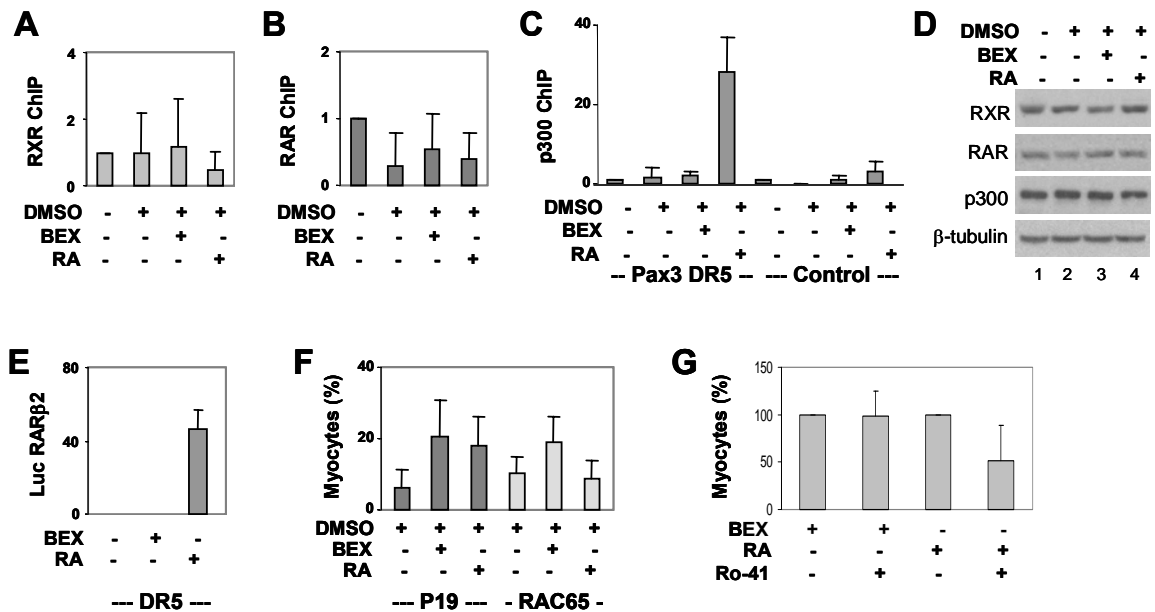 A
RXR ChIP
4
2
0
DMSO - + + +
BEX - - + -
RA - - - +
B
RAR ChIP
2
1
0
DMSO - + + +
BEX - - + -
RA - - - +
C
p300 ChIP
40
20
0
DMSO - + + + - + + +
BEX - - + - - - + -
RA - - - + - - - +
-- Pax3 DR5 -- --- Control ---
D
DMSO - + + +
BEX - - + -
RA - - - +
RXR
RAR
p300
β-tubulin
1 2 3 4
E
Luc RARβ2
80
40
0
BEX - + -
RA - - +
--- DR5 ---
F
Myocytes (%)
40
20
0
DMSO + + + + + +
BEX - + - - + -
RA - - + - - +
--- P19 --- - RAC65 -
G
Myocytes (%)
150
100
50
0
BEX + + - -
RA - - + +
Ro-41 - + - +